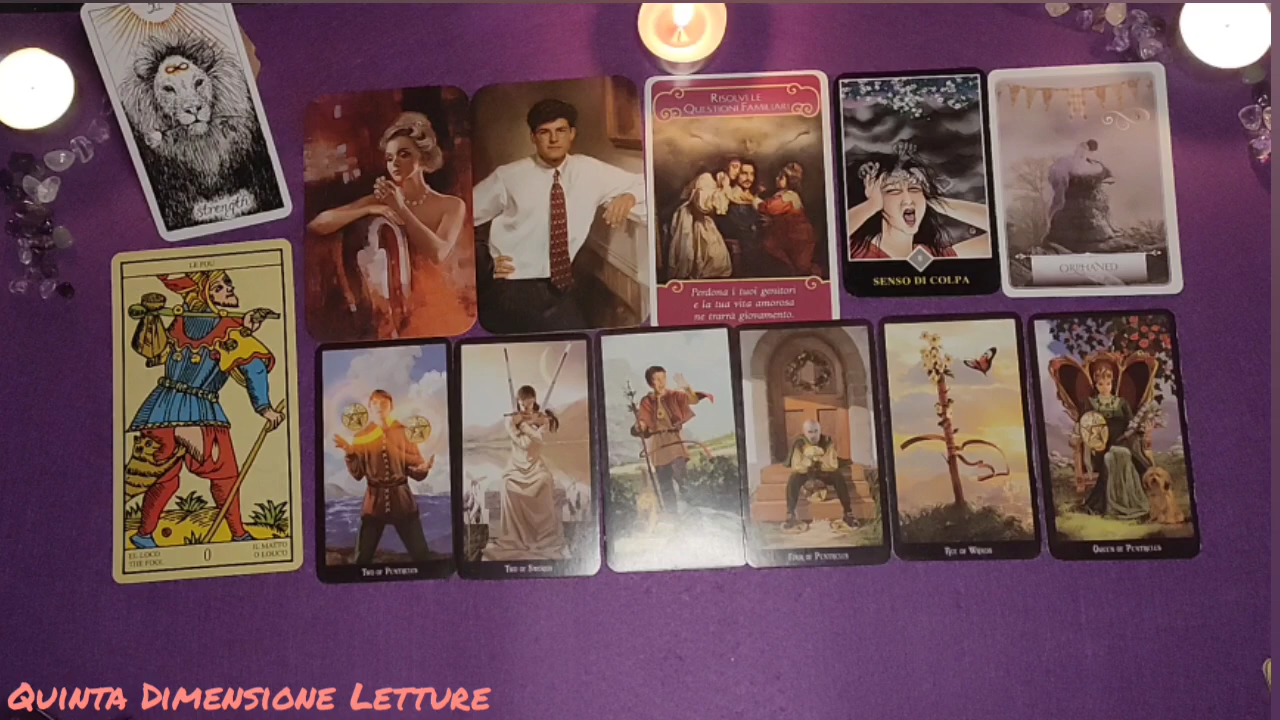 II
strength
LE FOU
EL LOCO
THE FOOL
0
IL MATTO
O LOUCO
RISOLVI LE
QUESTIONI FAMILIARI
Perdona i tuoi genitori
e la tua vita amorosa
ne trarrà giovamento.
SENSO DI COLPA
ORPHANED
TWO OF PENTACLES
TWO OF SWORDS
FOUR OF PENTACLES
ACE OF WANDS
QUEEN OF PENTACLES
QUINTA DIMENSIONE LETTURE